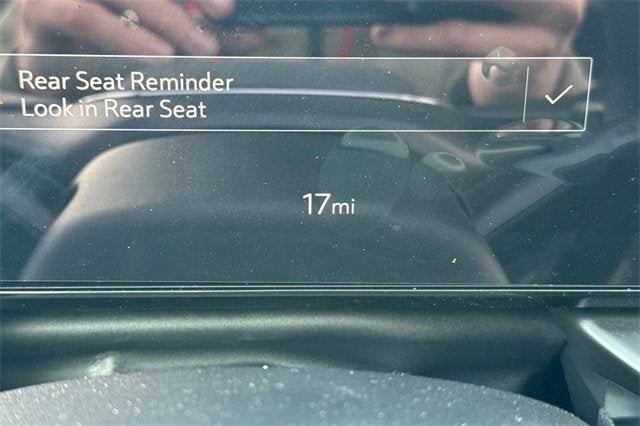 Rear Seat Reminder
Look in Rear Seat
17mi